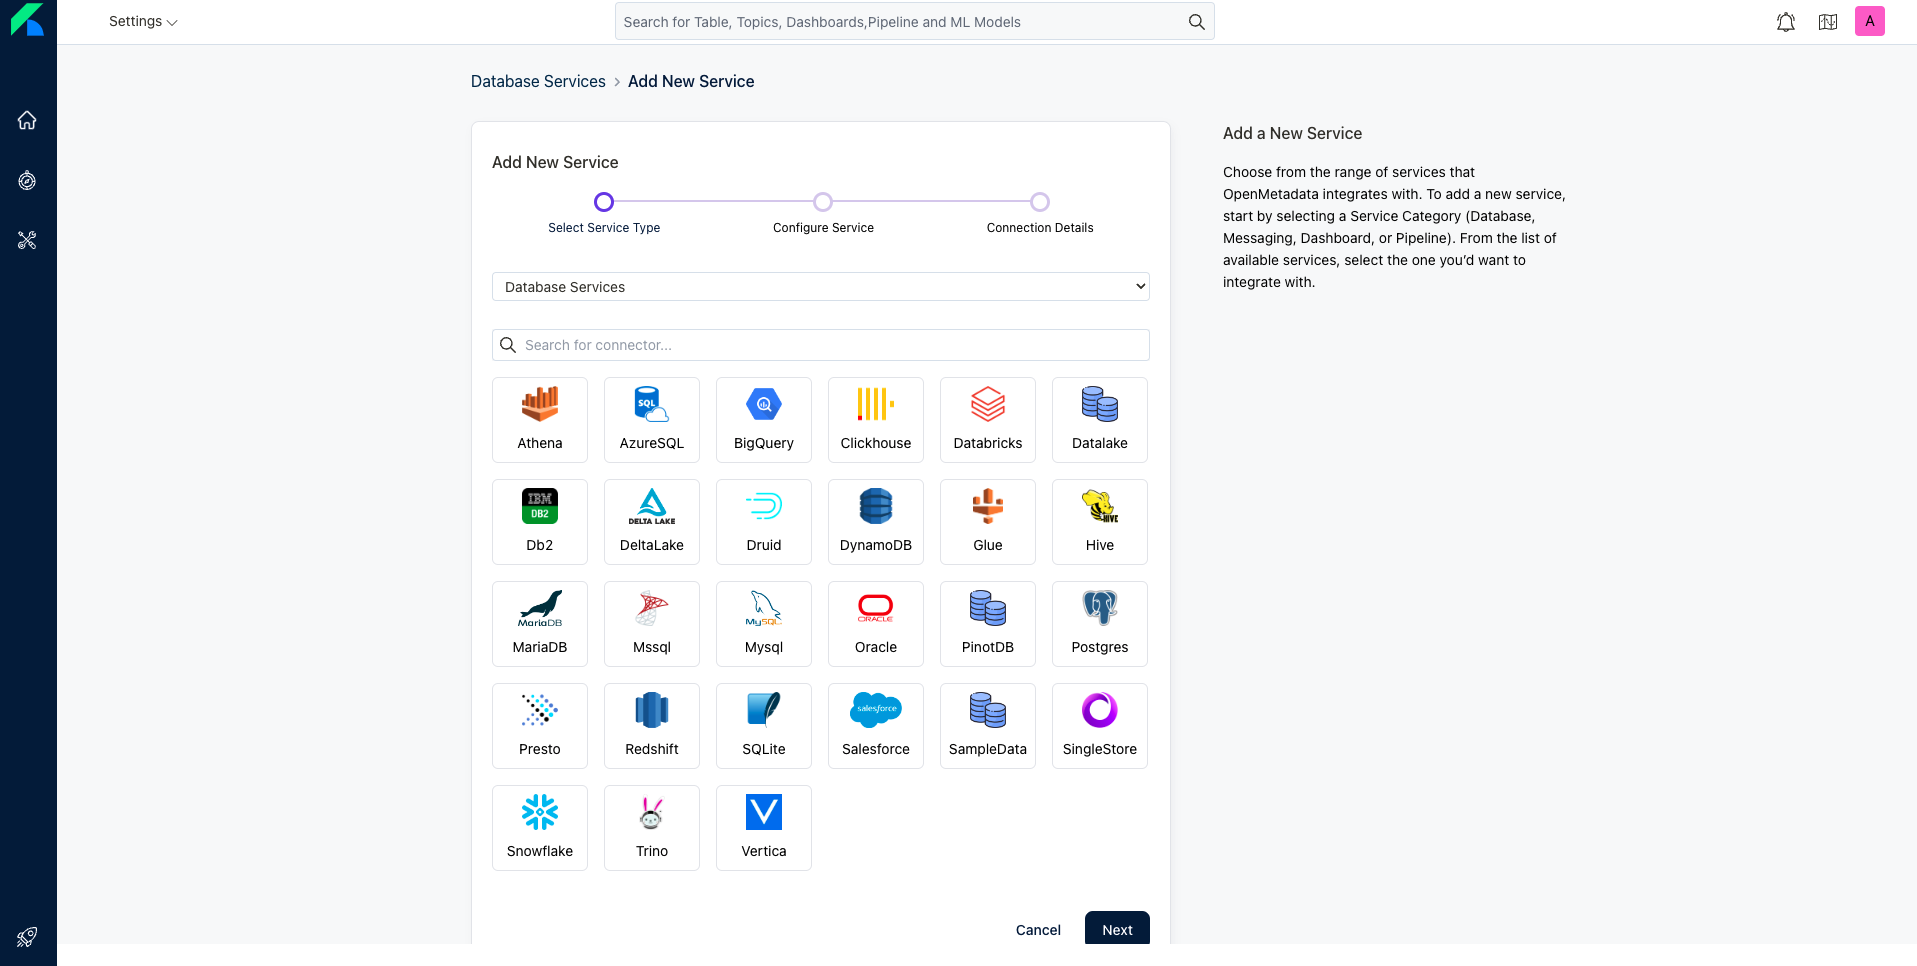 Settings
Search for Table, Topics, Dashboards,Pipeline and ML Models
A
Database Services > Add New Service
Add New Service
Select Service Type
Configure Service
Connection Details
Database Services
Search for connector...
Athena
SQL
AzureSQL
BigQuery
Clickhouse
Databricks
Datalake
IBM
DB2
Db2
DELTA LAKE
DeltaLake
Druid
DynamoDB
Glue
HIVE
Hive
MariaDB
MariaDB
Mssql
MySQL
Mysql
ORACLE
Oracle
PinotDB
Postgres
Presto
Redshift
SQLite
salesforce
Salesforce
SampleData
SingleStore
Snowflake
Trino
V
Vertica
Cancel
Next
Add a New Service
Choose from the range of services that
OpenMetadata integrates with. To add a new service,
start by selecting a Service Category (Database,
Messaging, Dashboard, or Pipeline). From the list of
available services, select the one you'd want to
integrate with.